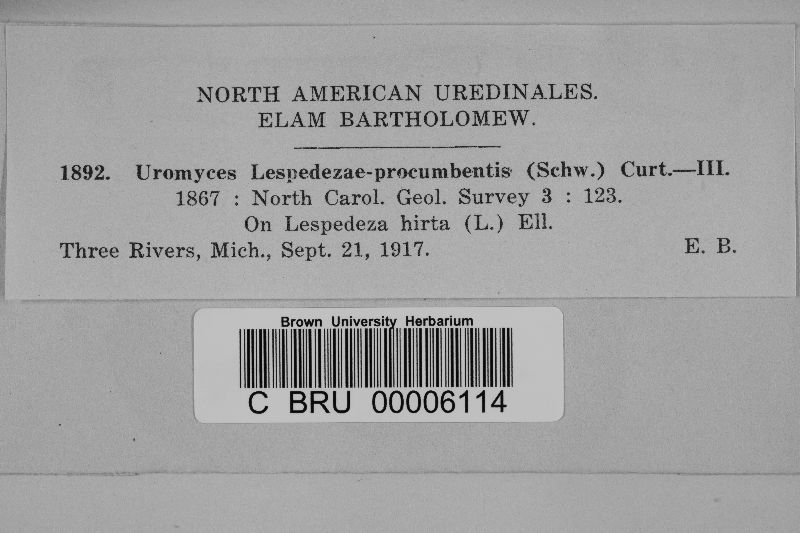 NORTH AMERICAN UREDINALES.
ELAM BARTHOLOMEW.
1892. Uromyces Lespedezae-procumbentis (Schw.) Curt.—III.
1867 : North Carol. Geol. Survey 3 : 123.
On Lespedeza hirta (L.) Ell.
Three Rivers, Mich., Sept. 21, 1917. E. B.
Brown University Herbarium
C BRU 00006114